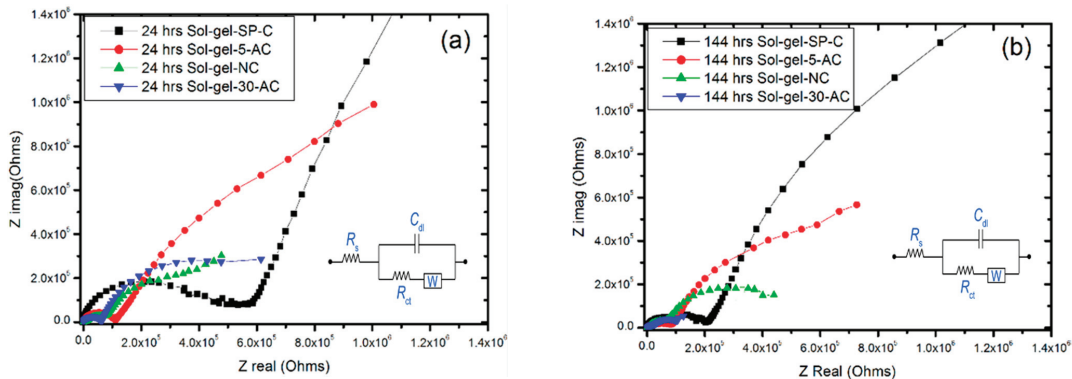 (a)
24 hrs Sol-gel-SP-C
24 hrs Sol-gel-5-AC
24 hrs Sol-gel-NC
24 hrs Sol-gel-30-AC
1.4x10⁶
1.2x10⁶
1.0x10⁶
8.0x10⁵
6.0x10⁵
4.0x10⁵
2.0x10⁵
0.0
Z imag(Ohms)
Rs
Cdl
Rct
W
0.0 2.0x10⁵ 4.0x10⁵ 6.0x10⁵ 8.0x10⁵ 1.0x10⁶ 1.2x10⁶ 1.4x10⁶
Z real (Ohms)
(b)
144 hrs Sol-gel-SP-C
144 hrs Sol-gel-5-AC
144 hrs Sol-gel-NC
144 hrs Sol-gel-30-AC
1.4x10⁶
1.2x10⁶
1.0x10⁶
8.0x10⁵
6.0x10⁵
4.0x10⁵
2.0x10⁵
0.0
Z imag (Ohms)
Rs
Cdl
Rct
W
0.0 2.0x10⁵ 4.0x10⁵ 6.0x10⁵ 8.0x10⁵ 1.0x10⁶ 1.2x10⁶ 1.4x10⁶
Z Real (Ohms)